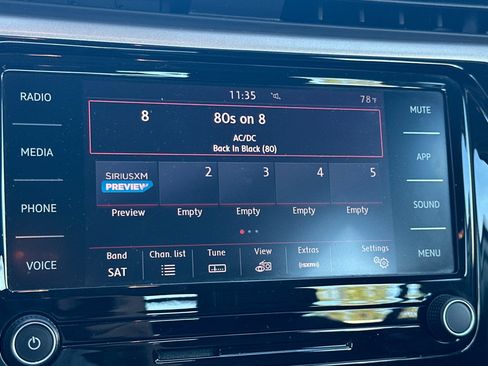 11:35 78°F
RADIO
MEDIA
PHONE
VOICE
8 80s on 8
AC/DC
Back In Black (80)
SIRIUSXM
PREVIEW
2 3 4 5
Preview Empty Empty Empty Empty
Band Chan. list Tune View Extras Settings
SAT
((SXM))
MUTE
APP
SOUND
MENU